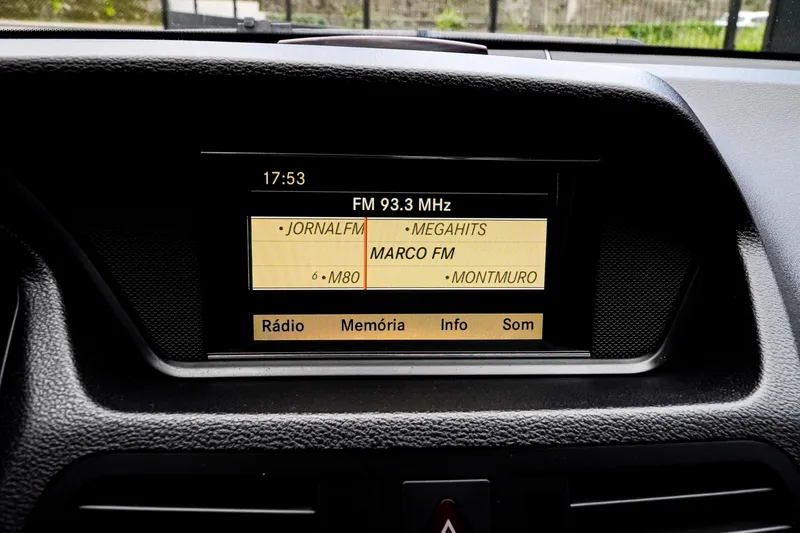 17:53
FM 93.3 MHz
•JORNALFM •MEGAHITS
MARCO FM
6•M80 •MONTMURO
Rádio Memória Info Som